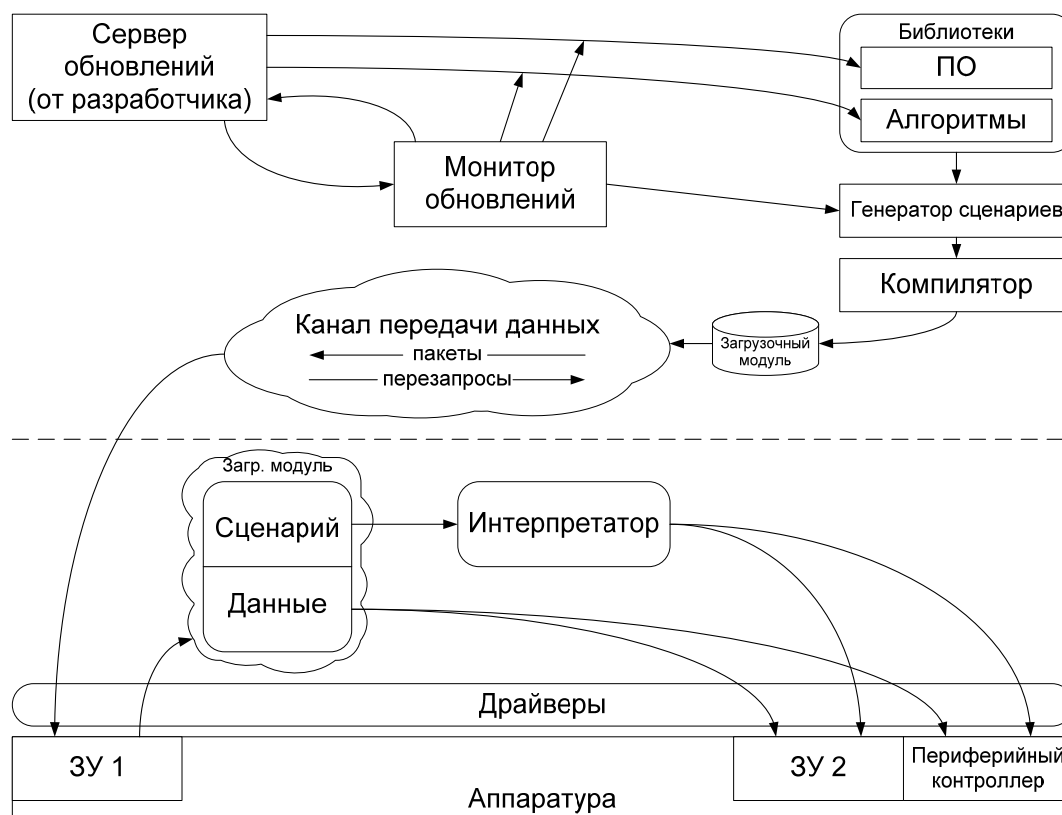 Сервер
обновлений
(от разработчика)
Библиотеки
ПО
Алгоритмы
Монитор
обновлений
Генератор сценариев
Компилятор
Канал передачи данных
пакеты
перезапросы
Загрузочный
модуль
Загр. модуль
Сценарий
Данные
Интерпретатор
Драйверы
ЗУ 1
ЗУ 2
Периферийный
контроллер
Аппаратура